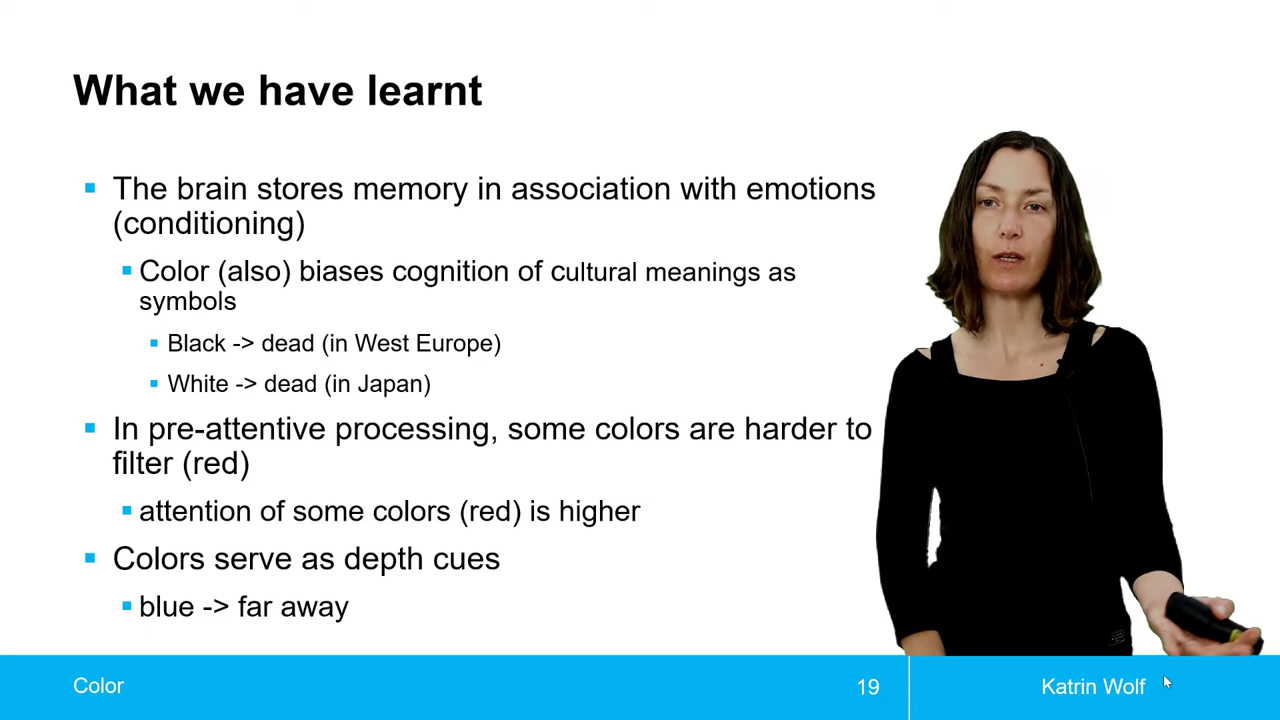 What we have learnt
The brain stores memory in association with emotions
(conditioning)
Color (also) biases cognition of cultural meanings as
symbols
Black -> dead (in West Europe)
White -> dead (in Japan)
In pre-attentive processing, some colors are harder to
filter (red)
attention of some colors (red) is higher
Colors serve as depth cues
blue -> far away
Color
19
Katrin Wolf